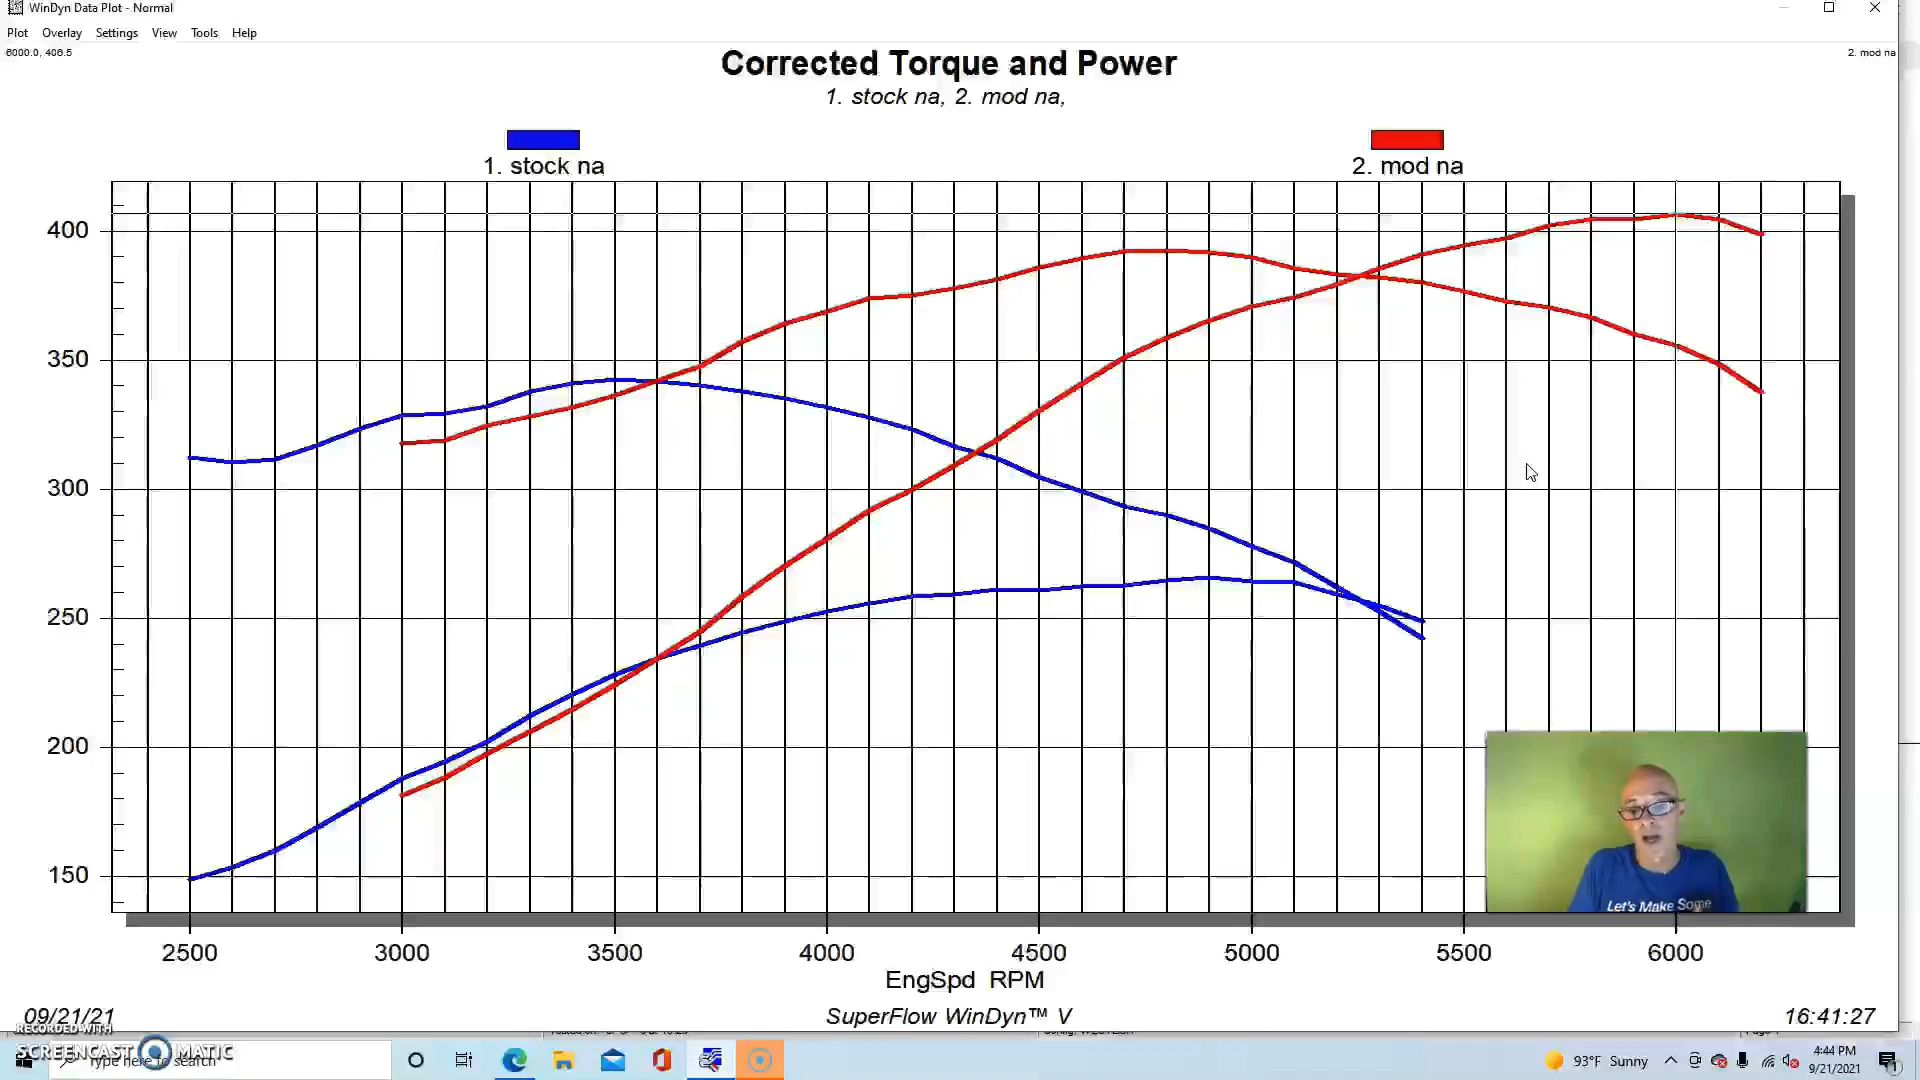 WinDyn Data Plot - Normal
Plot Overlay Settings View Tools Help
6000.0, 406.5
2. mod na
Corrected Torque and Power
1. stock na, 2. mod na,
1. stock na
2. mod na
400
350
300
250
200
150
2500 3000 3500 4000 4500 5000 5500 6000
EngSpd RPM
Let's Make Some
09/21/21
SuperFlow WinDyn™ V
16:41:27
RECORDED WITH
SCREENCAST MATIC
Type here to search
93°F Sunny
4:44 PM
9/21/2021
1